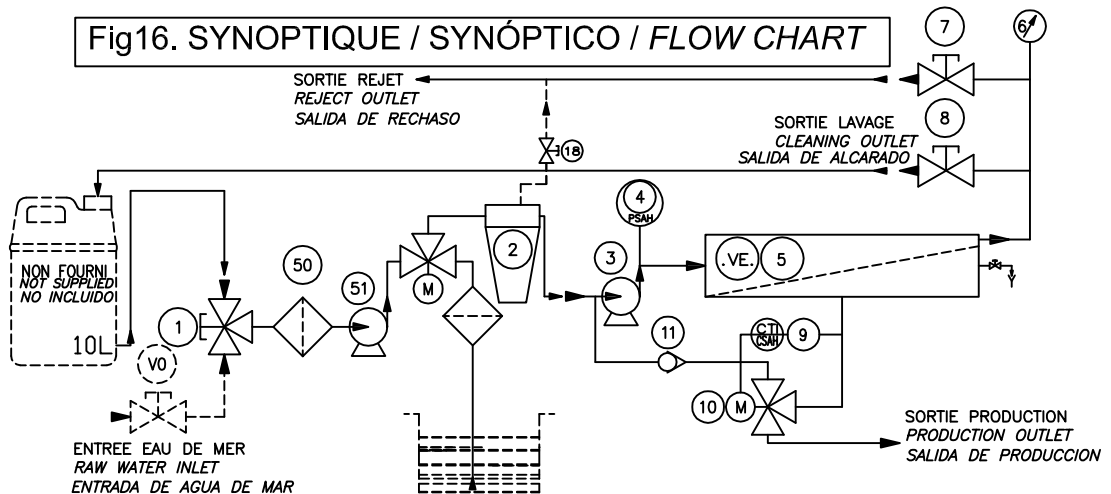 Fig16. SYNOPTIQUE / SYNÓPTICO / FLOW CHART
7
6
SORTIE REJET
REJECT OUTLET
SALIDA DE RECHASO
8
SORTIE LAVAGE
CLEANING OUTLET
SALIDA DE ALCARADO
18
4
PSAH
NON FOURNI
NOT SUPPLIED
NO INCLUIDO
10L
50
51
M
2
3
.VE.
5
1
V0
11
CTI
CSAH
9
10
M
ENTREE EAU DE MER
RAW WATER INLET
ENTRADA DE AGUA DE MAR
SORTIE PRODUCTION
PRODUCTION OUTLET
SALIDA DE PRODUCCION